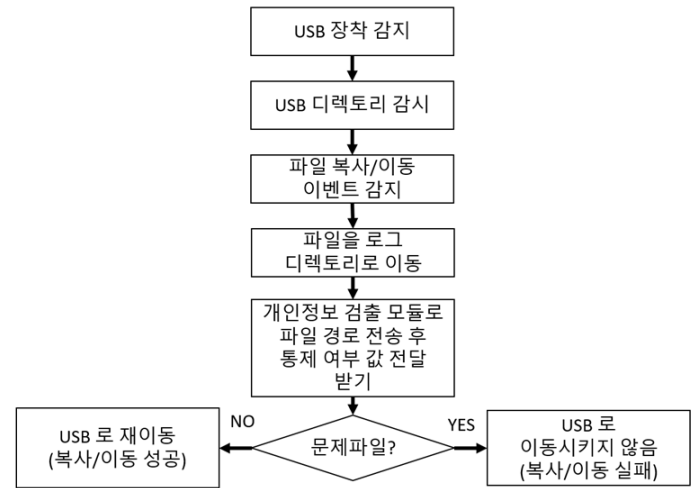 USB 장착 감지
USB 디렉토리 감시
파일 복사/이동
이벤트 감지
파일을 로그
디렉토리로 이동
개인정보 검출 모듈로
파일 경로 전송 후
통제 여부 값 전달
받기
문제파일?
NO
USB 로 재이동
(복사/이동 성공)
YES
USB 로
이동시키지 않음
(복사/이동 실패)